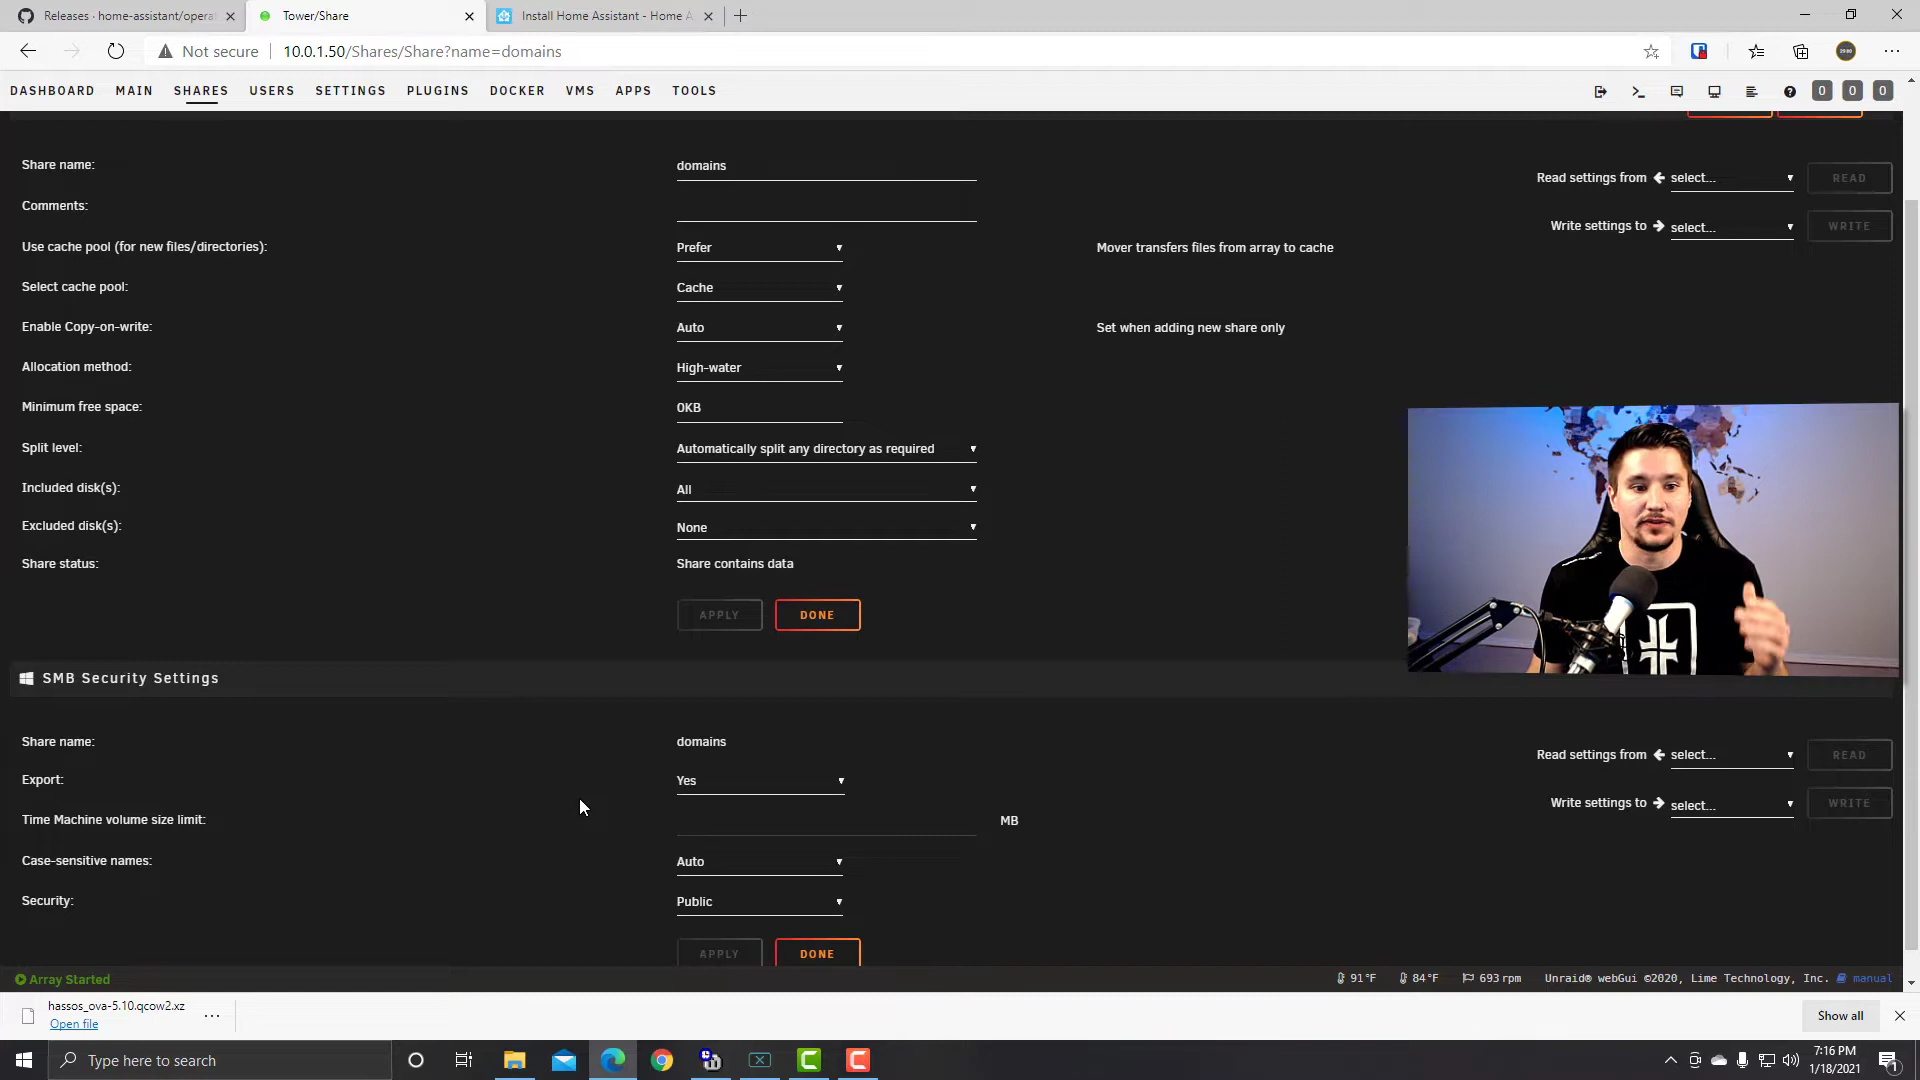 Releases · home-assistant/opera
Tower/Share
Install Home Assistant - Home A
Not secure
10.0.1.50/Shares/Share?name=domains
DASHBOARD MAIN SHARES USERS SETTINGS PLUGINS DOCKER VMS APPS TOOLS
0 0 0
Share name:
domains
Read settings from
select...
READ
Comments:
Write settings to
select...
WRITE
Use cache pool (for new files/directories):
Prefer
Mover transfers files from array to cache
Select cache pool:
Cache
Enable Copy-on-write:
Auto
Set when adding new share only
Allocation method:
High-water
Minimum free space:
0KB
Split level:
Automatically split any directory as required
Included disk(s):
All
Excluded disk(s):
None
Share status:
Share contains data
APPLY
DONE
SMB Security Settings
Share name:
domains
Read settings from
select...
READ
Export:
Yes
Write settings to
select...
WRITE
Time Machine volume size limit:
MB
Case-sensitive names:
Auto
Security:
Public
APPLY
DONE
Array Started
91°F
84°F
693 rpm
Unraid® webGui ©2020, Lime Technology, Inc.
manual
hassos_ova-5.10.qcow2.xz
Open file
Show all
Type here to search
7:16 PM
1/18/2021
1